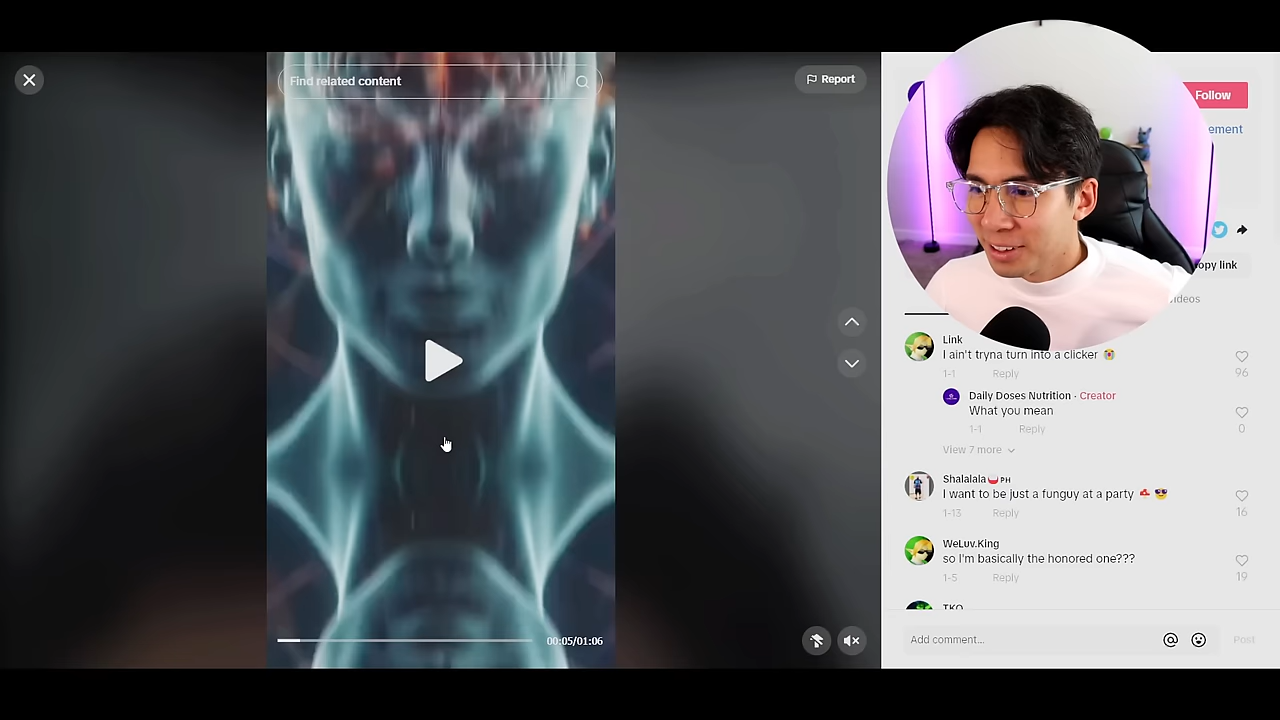 Find related content
Report
Follow
ement
opy link
ideos
Link
I ain't tryna turn into a clicker 😭
1-1 Reply
96
Daily Doses Nutrition · Creator
What you mean
1-1 Reply
0
View 7 more
Shalalala🇵🇱 PH
I want to be just a funguy at a party 🍄 😎
1-13 Reply
16
WeLuv.King
so I'm basically the honored one???
1-5 Reply
19
TKO
00:05/01:06
Add comment...
Post